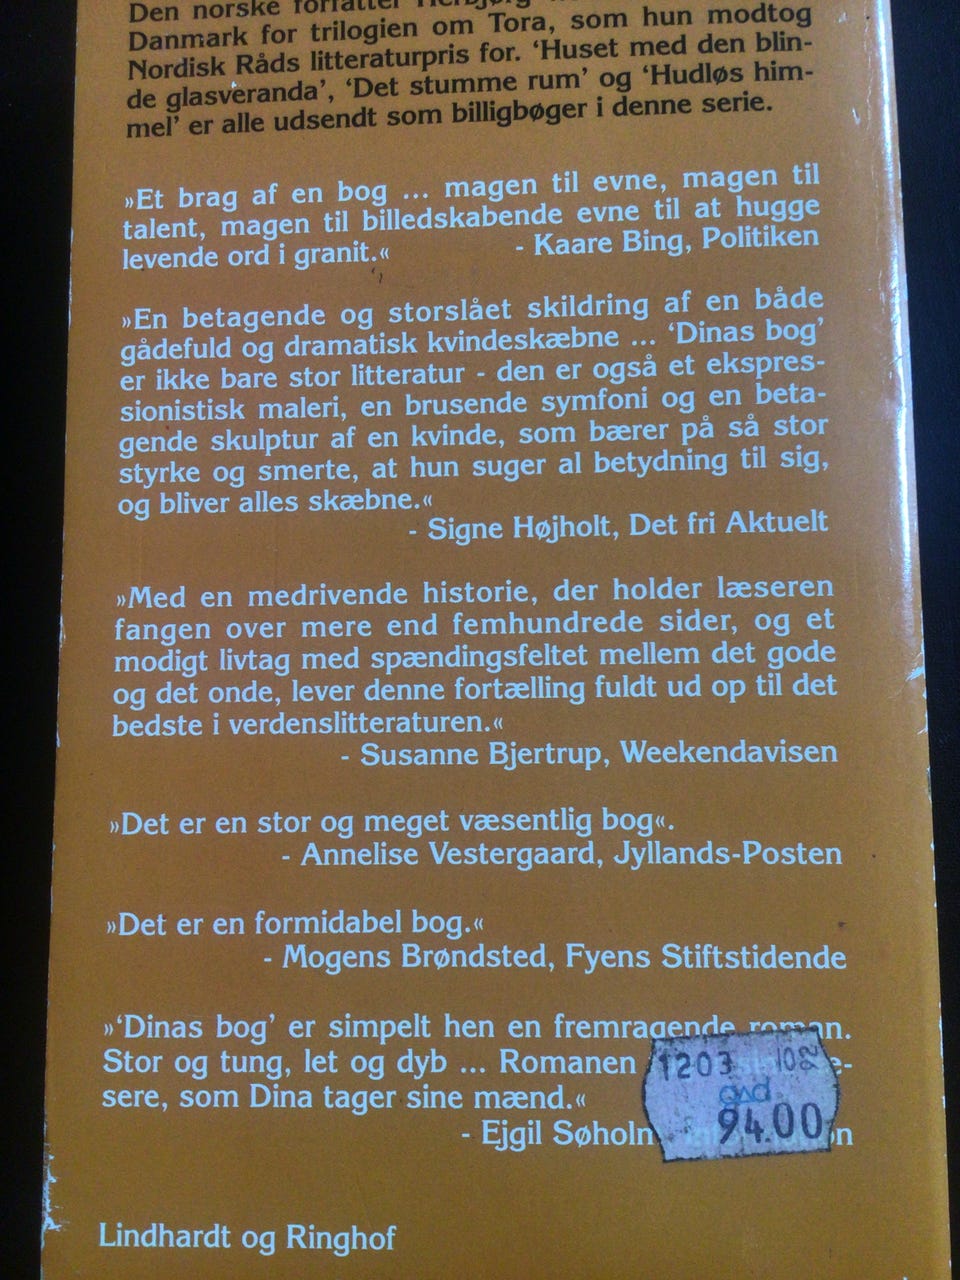 Den norske forfatter Herbjørg
Danmark for trilogien om Tora, som hun modtog
Nordisk Råds litteraturpris for. ‘Huset med den blin-
de glasveranda’, ‘Det stumme rum’ og ‘Hudløs him-
mel’ er alle udsendt som billigbøger i denne serie.
»Et brag af en bog ... magen til evne, magen til
talent, magen til billedskabende evne til at hugge
levende ord i granit.«
- Kaare Bing, Politiken
»En betagende og storslået skildring af en både
gådefuld og dramatisk kvindeskæbne ... ‘Dinas bog’
er ikke bare stor litteratur - den er også et ekspres-
sionistisk maleri, en brusende symfoni og en beta-
gende skulptur af en kvinde, som bærer på så stor
styrke og smerte, at hun suger al betydning til sig,
og bliver alles skæbne.«
- Signe Højholt, Det fri Aktuelt
»Med en medrivende historie, der holder læseren
fangen over mere end femhundrede sider, og et
modigt livtag med spændingsfeltet mellem det gode
og det onde, lever denne fortælling fuldt ud op til det
bedste i verdenslitteraturen.«
- Susanne Bjertrup, Weekendavisen
»Det er en stor og meget væsentlig bog«.
- Annelise Vestergaard, Jyllands-Posten
»Det er en formidabel bog.«
- Mogens Brøndsted, Fyens Stiftstidende
»‘Dinas bog’ er simpelt hen en fremragende roman.
Stor og tung, let og dyb ... Romanen
sere, som Dina tager sine mænd.«
- Ejgil Søholm
1203
94.00
Lindhardt og Ringhof